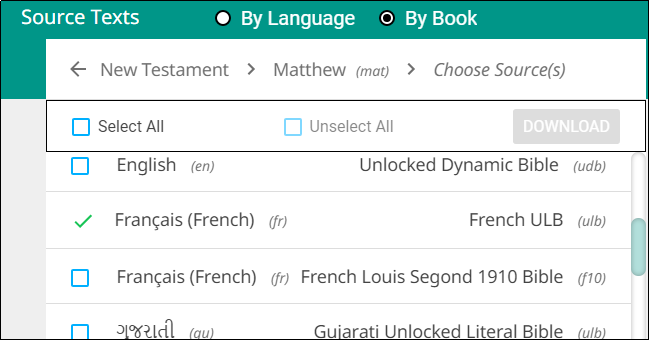 Source Texts By Language By Book
New Testament Matthew (mat) Choose Source(s)
Select All Unselect All DOWNLOAD
English (en) Unlocked Dynamic Bible (udb)
Français (French) (fr) French ULB (ulb)
Français (French) (fr) French Louis Segond 1910 Bible (f10)
ગુજરાતી (gu) Gujarati Unlocked Literal Bible (ulb)